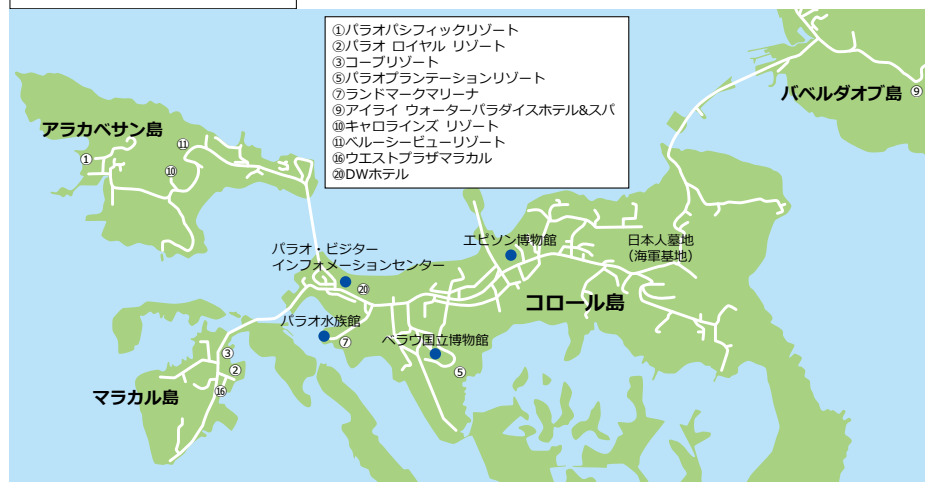 ①パラオパシフィックリゾート
②パラオ ロイヤル リゾート
③コーブリゾート
⑤パラオプランテーションリゾート
⑦ランドマークマリーナ
⑨アイライ ウォーターパラダイスホテル&スパ
⑩キャロラインズ リゾート
⑪ベルーシービューリゾート
⑯ウエストプラザマラカル
⑳DWホテル
バベルダオブ島
⑨
アラカベサン島
⑪
①
⑩
エピソン博物館
日本人墓地
（海軍基地）
パラオ・ビジター
インフォメーションセンター
⑳
コロール島
パラオ水族館
⑦
ベラウ国立博物館
⑤
③
②
⑯
マラカル島